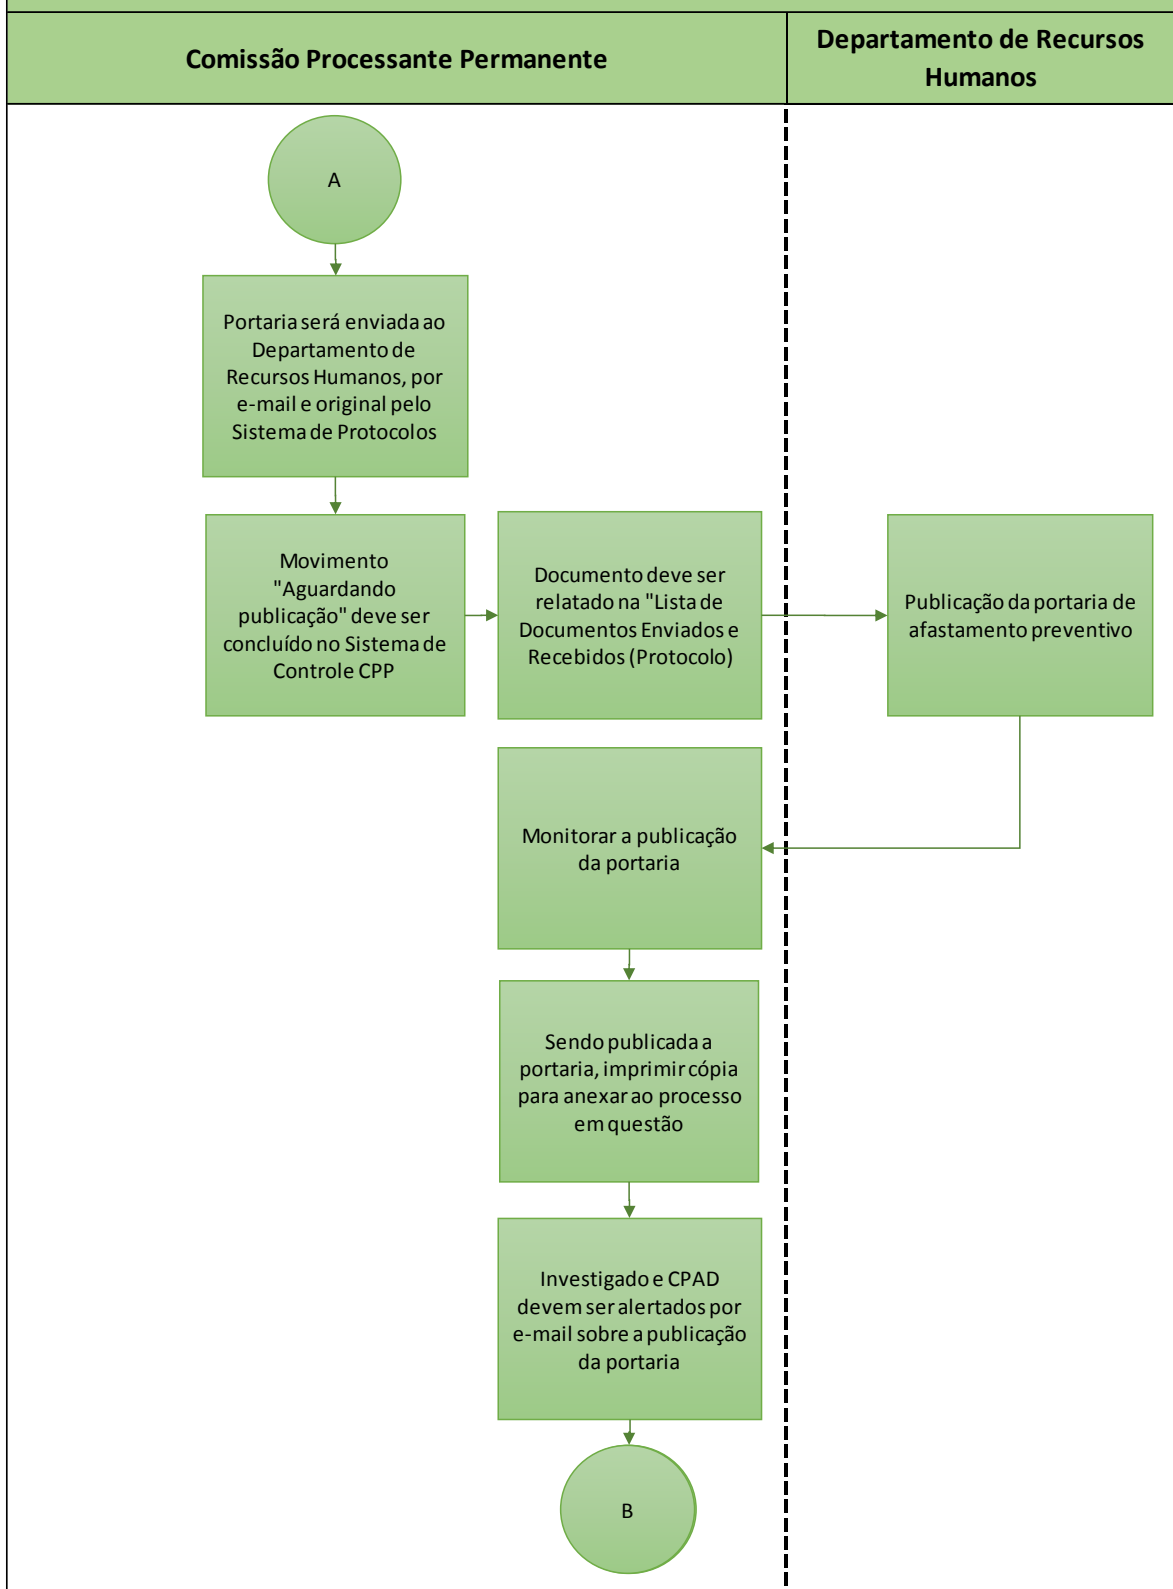 Comissão Processante Permanente
Departamento de Recursos
Humanos
A
Portaria será enviada ao
Departamento de
Recursos Humanos, por
e-mail e original pelo
Sistema de Protocolos
Movimento
"Aguardando
publicação" deve ser
concluído no Sistema de
Controle CPP
Documento deve ser
relatado na "Lista de
Documentos Enviados e
Recebidos (Protocolo)
Publicação da portaria de
afastamento preventivo
Monitorar a publicação
da portaria
Sendo publicada a
portaria, imprimir cópia
para anexar ao processo
em questão
Investigado e CPAD
devem ser alertados por
e-mail sobre a publicação
da portaria
B